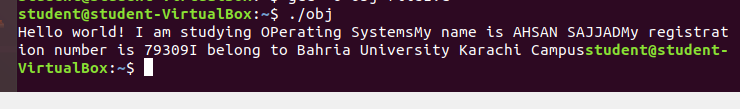 student@student-VirtualBox:~$ ./obj
Hello world! I am studying OPerating SystemsMy name is AHSAN SAJJADMy registrat
ion number is 79309I belong to Bahria University Karachi Campusstudent@student-
VirtualBox:~$